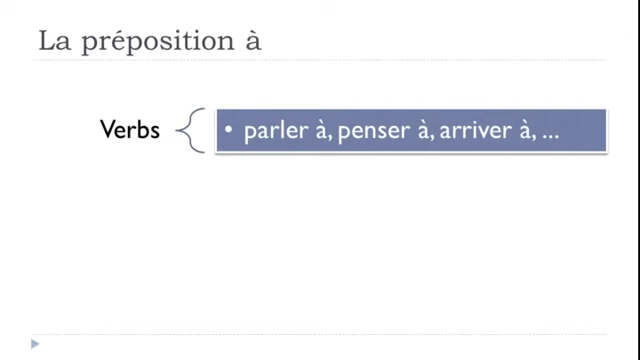 La préposition à
Verbs
• parler à, penser à, arriver à, ...